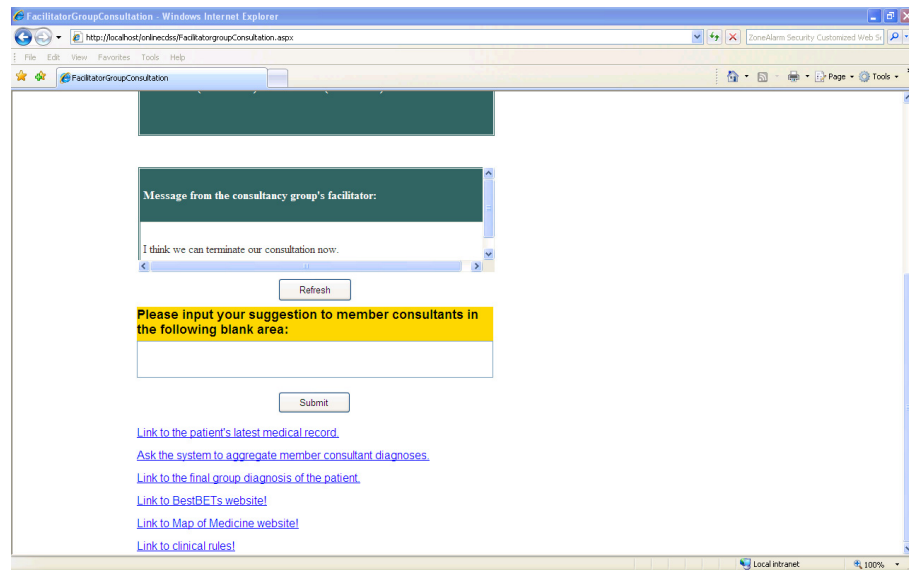 FacilitatorGroupConsultation - Windows Internet Explorer
http://localhost/onlinecdss/FacilitatorgroupConsultation.aspx
ZoneAlarm Security Customized Web Se
File Edit View Favorites Tools Help
FacilitatorGroupConsultation
Page Tools
Message from the consultancy group's facilitator:
I think we can terminate our consultation now.
Refresh
Please input your suggestion to member consultants in
the following blank area:
Submit
Link to the patient's latest medical record.
Ask the system to aggregate member consultant diagnoses.
Link to the final group diagnosis of the patient.
Link to BestBETs website!
Link to Map of Medicine website!
Link to clinical rules!
Local intranet 100%